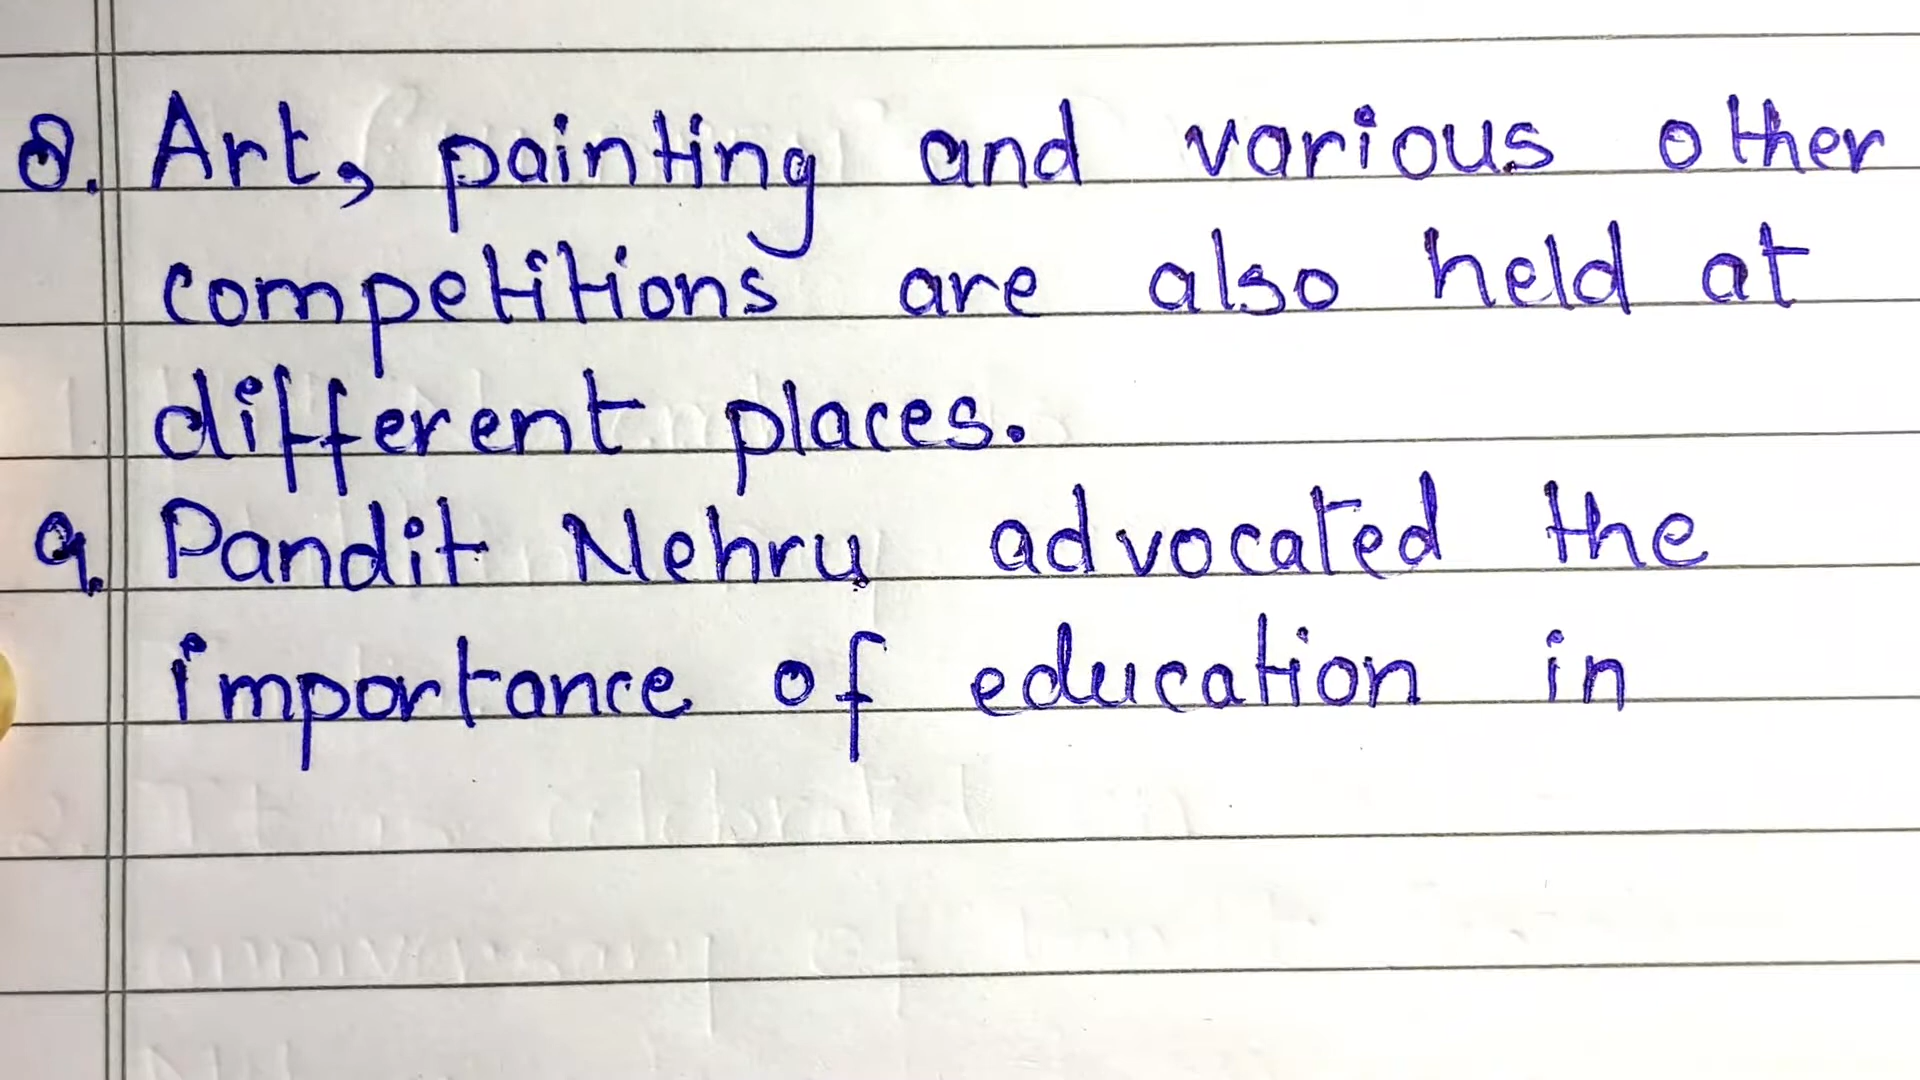 8. Art, painting and various other
competitions are also held at
different places.
9. Pandit Nehru advocated the
importance of education in